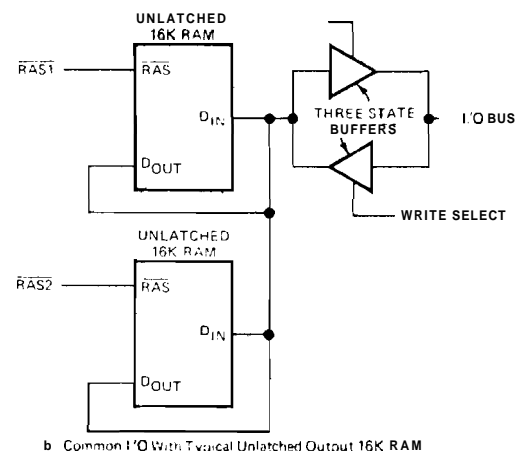 UNLATCHED
16K RAM
RAS1
RAS
DIN
DOUT
THREE STATE
BUFFERS
I/O BUS
WRITE SELECT
UNLATCHED
16K RAM
RAS2
RAS
DIN
DOUT
b Common I/O With Typical Unlatched Output 16K RAM